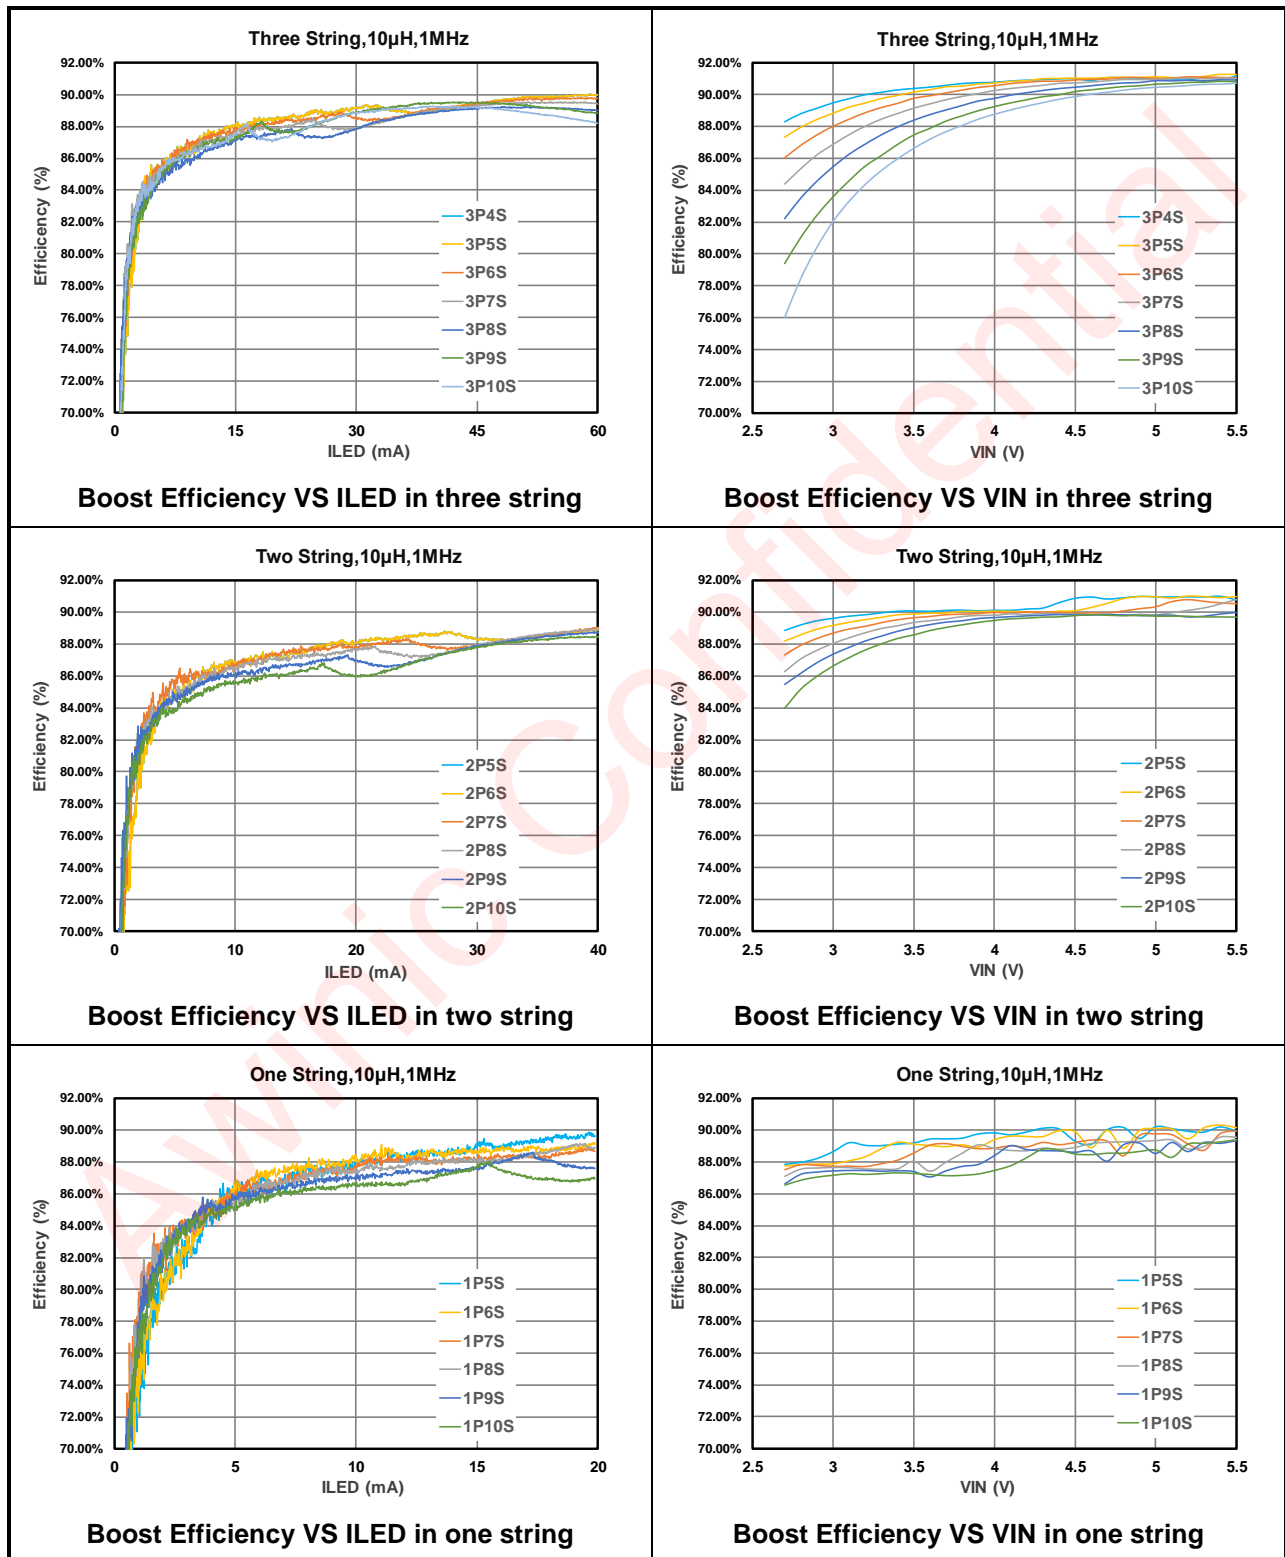 Three String,10µH,1MHz
92.00%
90.00%
88.00%
86.00%
84.00%
82.00%
80.00%
78.00%
76.00%
74.00%
72.00%
70.00%
Efficicency (%)
3P4S
3P5S
3P6S
3P7S
3P8S
3P9S
3P10S
0 15 30 45 60
ILED (mA)
Boost Efficiency VS ILED in three string
Three String,10µH,1MHz
92.00%
90.00%
88.00%
86.00%
84.00%
82.00%
80.00%
78.00%
76.00%
74.00%
72.00%
70.00%
Efficiency (%)
3P4S
3P5S
3P6S
3P7S
3P8S
3P9S
3P10S
2.5 3 3.5 4 4.5 5 5.5
VIN (V)
Boost Efficiency VS VIN in three string
Two String,10µH,1MHz
92.00%
90.00%
88.00%
86.00%
84.00%
82.00%
80.00%
78.00%
76.00%
74.00%
72.00%
70.00%
Efficiency (%)
2P5S
2P6S
2P7S
2P8S
2P9S
2P10S
0 10 20 30 40
ILED (mA)
Boost Efficiency VS ILED in two string
Two String,10µH,1MHz
92.00%
90.00%
88.00%
86.00%
84.00%
82.00%
80.00%
78.00%
76.00%
74.00%
72.00%
70.00%
Efficiency (%)
2P5S
2P6S
2P7S
2P8S
2P9S
2P10S
2.5 3 3.5 4 4.5 5 5.5
VIN (V)
Boost Efficiency VS VIN in two string
One String,10µH,1MHz
92.00%
90.00%
88.00%
86.00%
84.00%
82.00%
80.00%
78.00%
76.00%
74.00%
72.00%
70.00%
Efficiency (%)
1P5S
1P6S
1P7S
1P8S
1P9S
1P10S
0 5 10 15 20
ILED (mA)
Boost Efficiency VS ILED in one string
One String,10µH,1MHz
92.00%
90.00%
88.00%
86.00%
84.00%
82.00%
80.00%
78.00%
76.00%
74.00%
72.00%
70.00%
Efficiency (%)
1P5S
1P6S
1P7S
1P8S
1P9S
1P10S
2.5 3 3.5 4 4.5 5 5.5
VIN (V)
Boost Efficiency VS VIN in one string
Awinic Confidential